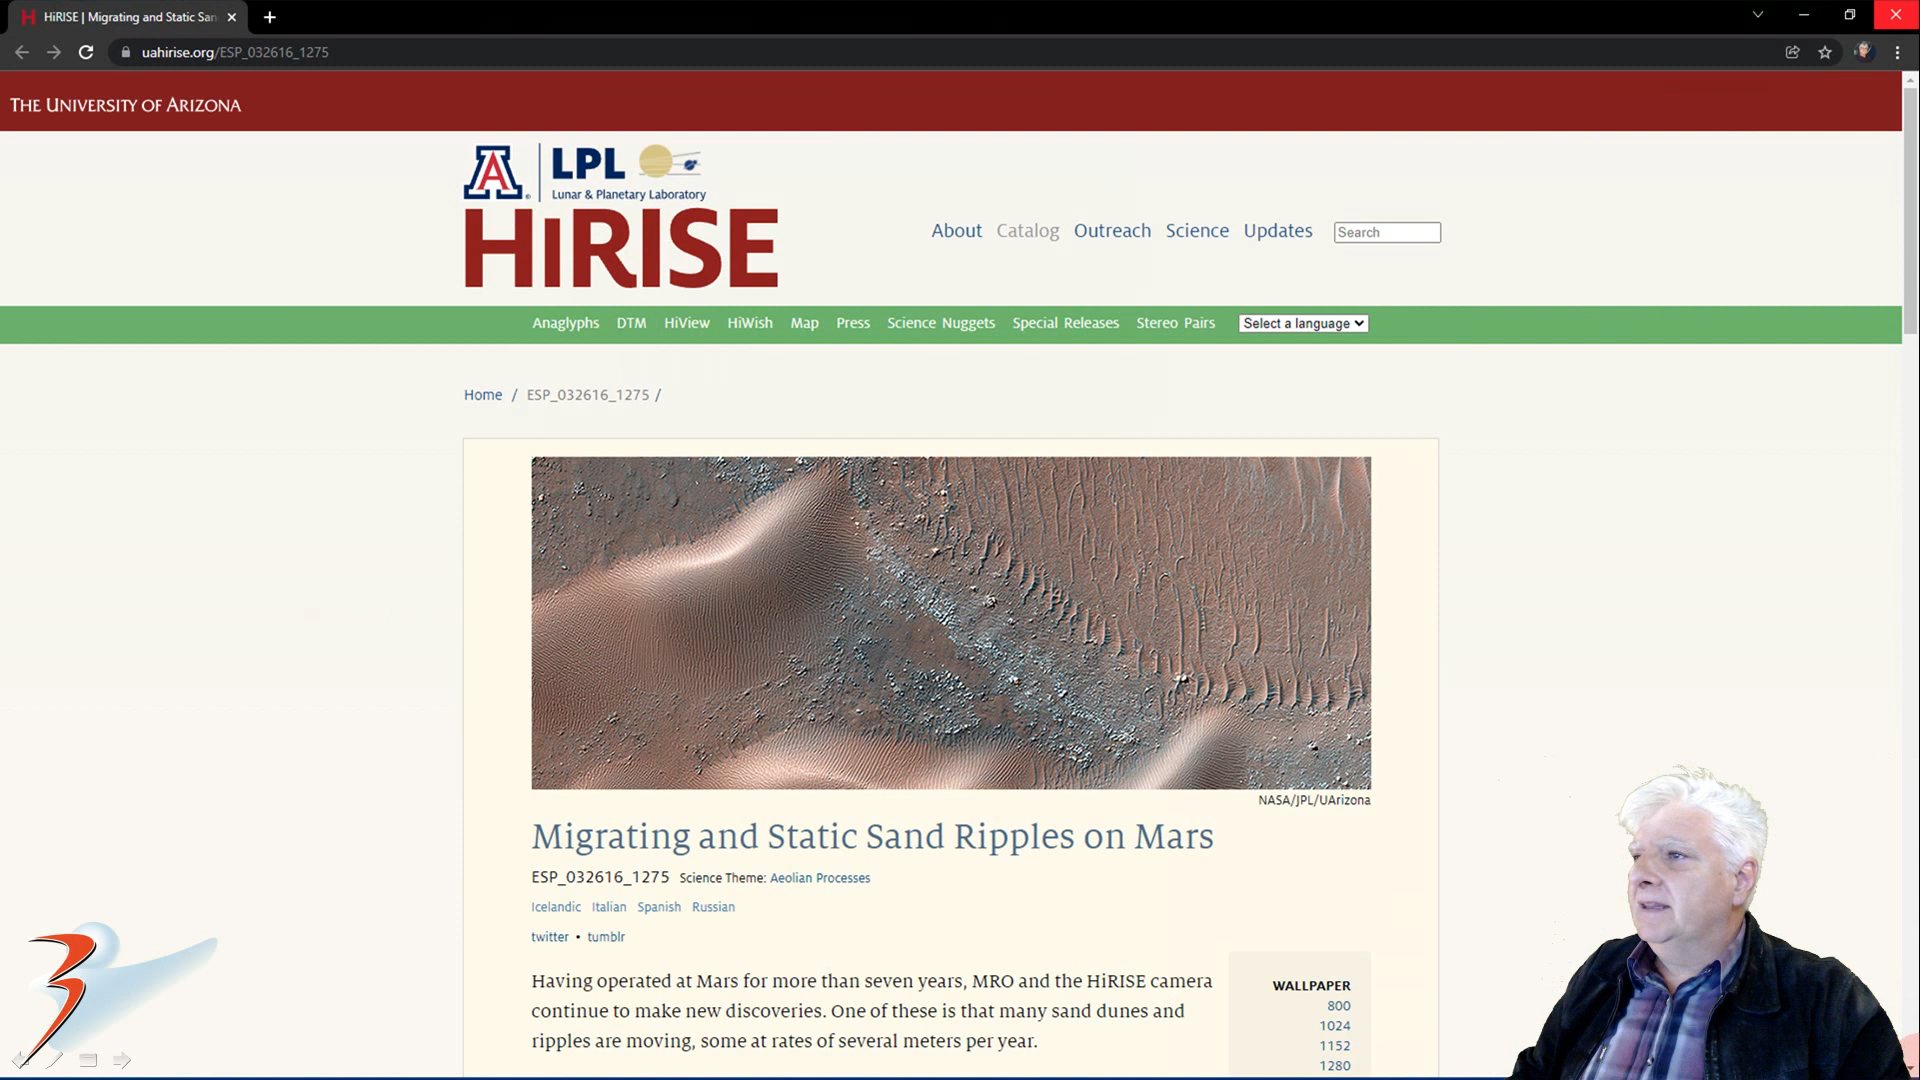 HiRISE | Migrating and Static San
uahirise.org/ESP_032616_1275
THE UNIVERSITY OF ARIZONA
A LPL
Lunar & Planetary Laboratory
HiRISE
About Catalog Outreach Science Updates Search
Anaglyphs DTM HiView HiWish Map Press Science Nuggets Special Releases Stereo Pairs Select a language
Home / ESP_032616_1275 /
NASA/JPL/UArizona
Migrating and Static Sand Ripples on Mars
ESP_032616_1275 Science Theme: Aeolian Processes
Icelandic Italian Spanish Russian
twitter • tumblr
Having operated at Mars for more than seven years, MRO and the HiRISE camera
continue to make new discoveries. One of these is that many sand dunes and
ripples are moving, some at rates of several meters per year.
WALLPAPER
800
1024
1152
1280